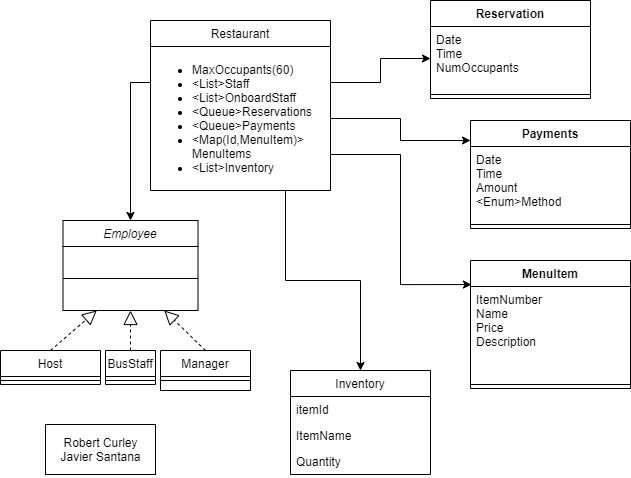 Restaurant
MaxOccupants(60)
<List>Staff
<List>OnboardStaff
<Queue>Reservations
<Queue>Payments
<Map(Id,MenuItem)>
MenuItems
<List>Inventory
Reservation
Date
Time
NumOccupants
Payments
Date
Time
Amount
<Enum>Method
Employee
MenuItem
ItemNumber
Name
Price
Description
Host
BusStaff
Manager
Inventory
itemId
ItemName
Quantity
Robert Curley
Javier Santana